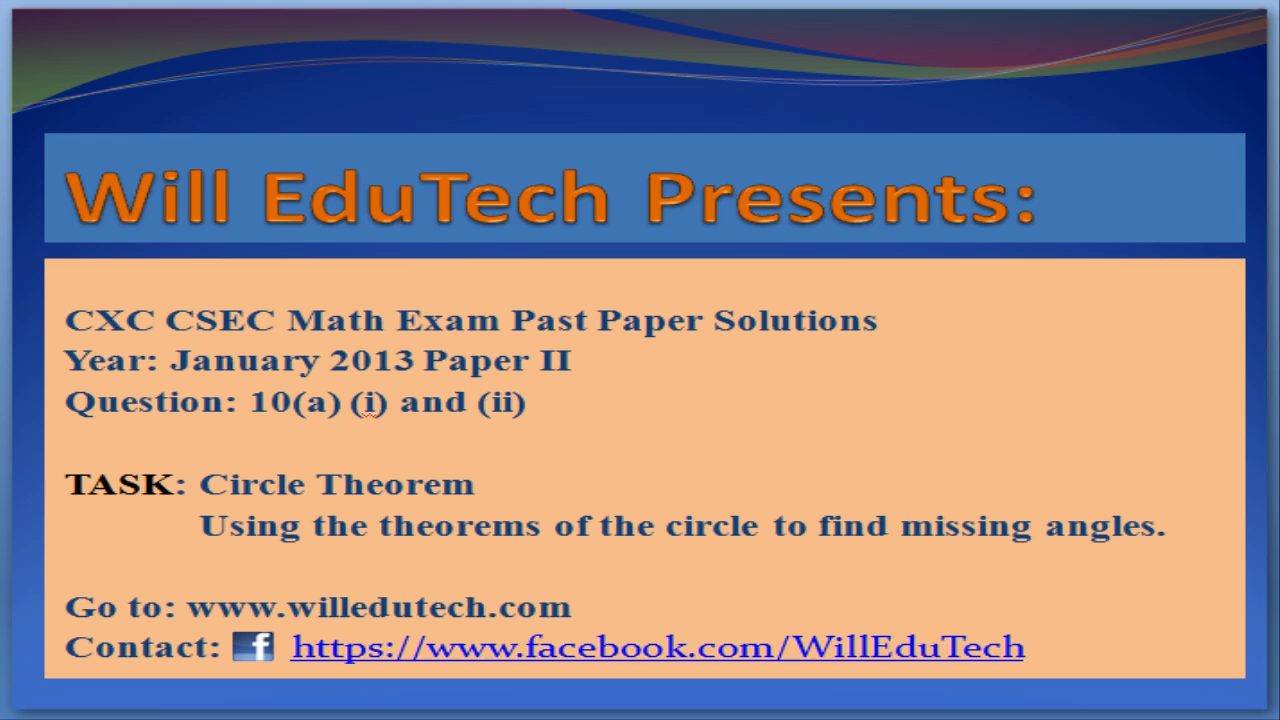 Will EduTech Presents:
CXC CSEC Math Exam Past Paper Solutions
Year: January 2013 Paper II
Question: 10(a) (i) and (ii)
TASK: Circle Theorem
Using the theorems of the circle to find missing angles.
Go to: www.willedutech.com
Contact: f https://www.facebook.com/WillEduTech